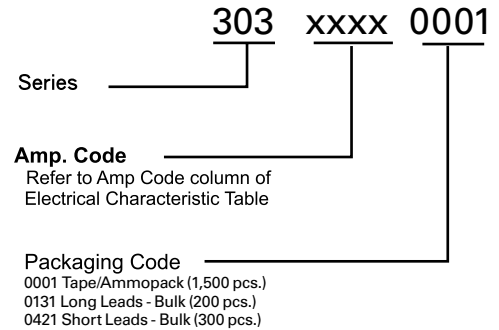 303 xxxx 0001
Series
Amp. Code
Refer to Amp Code column of
Electrical Characteristic Table
Packaging Code
0001 Tape/Ammopack (1,500 pcs.)
0131 Long Leads - Bulk (200 pcs.)
0421 Short Leads - Bulk (300 pcs.)